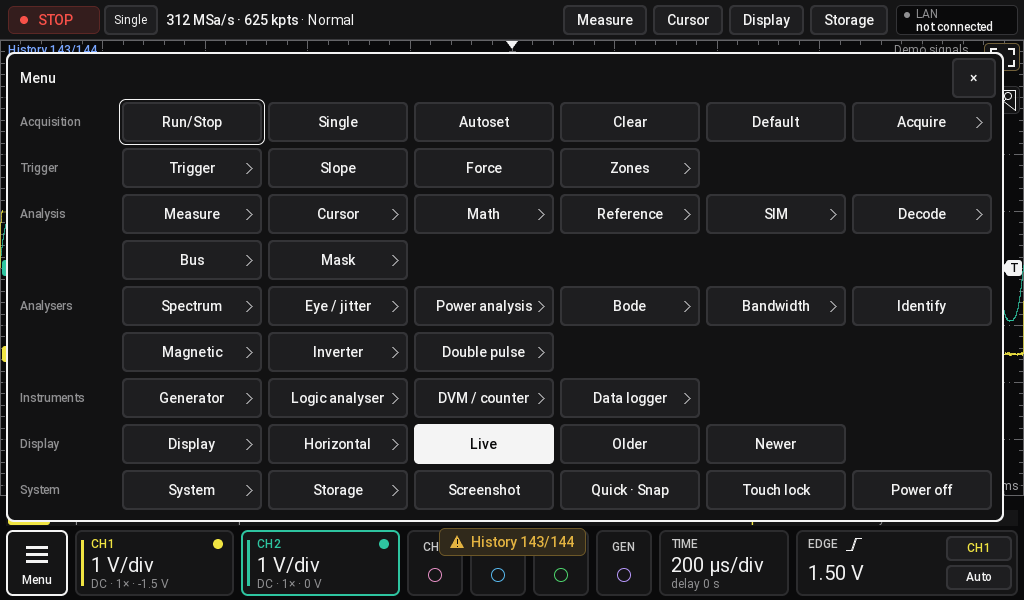 STOP
Single
312 MSa/s · 625 kpts · Normal
Measure
Cursor
Display
Storage
LAN
not connected
History 143/144
Demo signals
Menu
×
Acquisition
Run/Stop
Single
Autoset
Clear
Default
Acquire
Trigger
Trigger
Slope
Force
Zones
Analysis
Measure
Cursor
Math
Reference
SIM
Decode
Bus
Mask
Analysers
Spectrum
Eye / jitter
Power analysis
Bode
Bandwidth
Identify
Magnetic
Inverter
Double pulse
Instruments
Generator
Logic analyser
DVM / counter
Data logger
Display
Display
Horizontal
Live
Older
Newer
System
System
Storage
Screenshot
Quick · Snap
Touch lock
Power off
T
ms
Menu
CH1
1 V/div
DC · 1× · -1.5 V
CH2
1 V/div
DC · 1× · 0 V
CH
History 143/144
GEN
TIME
200 µs/div
delay 0 s
EDGE
1.50 V
CH1
Auto